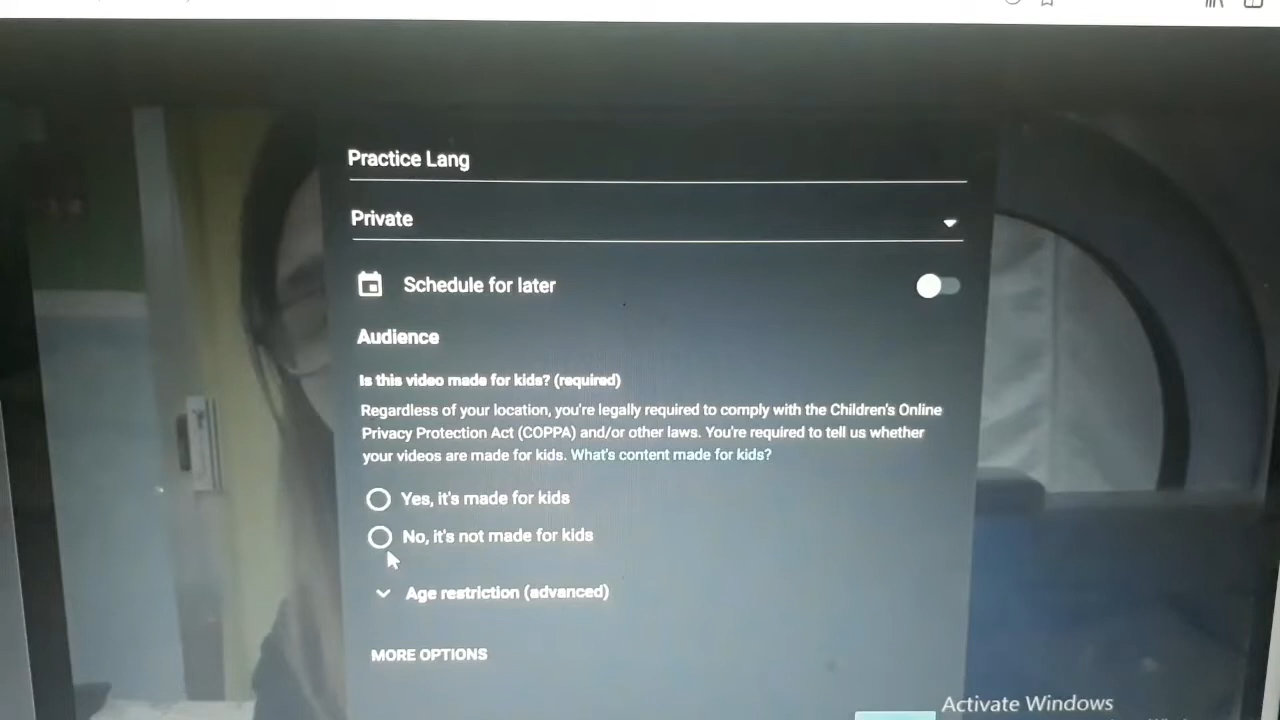 Practice Lang
Private
Schedule for later
Audience
Is this video made for kids? (required)
Regardless of your location, you're legally required to comply with the Children's Online
Privacy Protection Act (COPPA) and/or other laws. You're required to tell us whether
your videos are made for kids. What's content made for kids?
Yes, it's made for kids
No, it's not made for kids
Age restriction (advanced)
MORE OPTIONS
Activate Windows